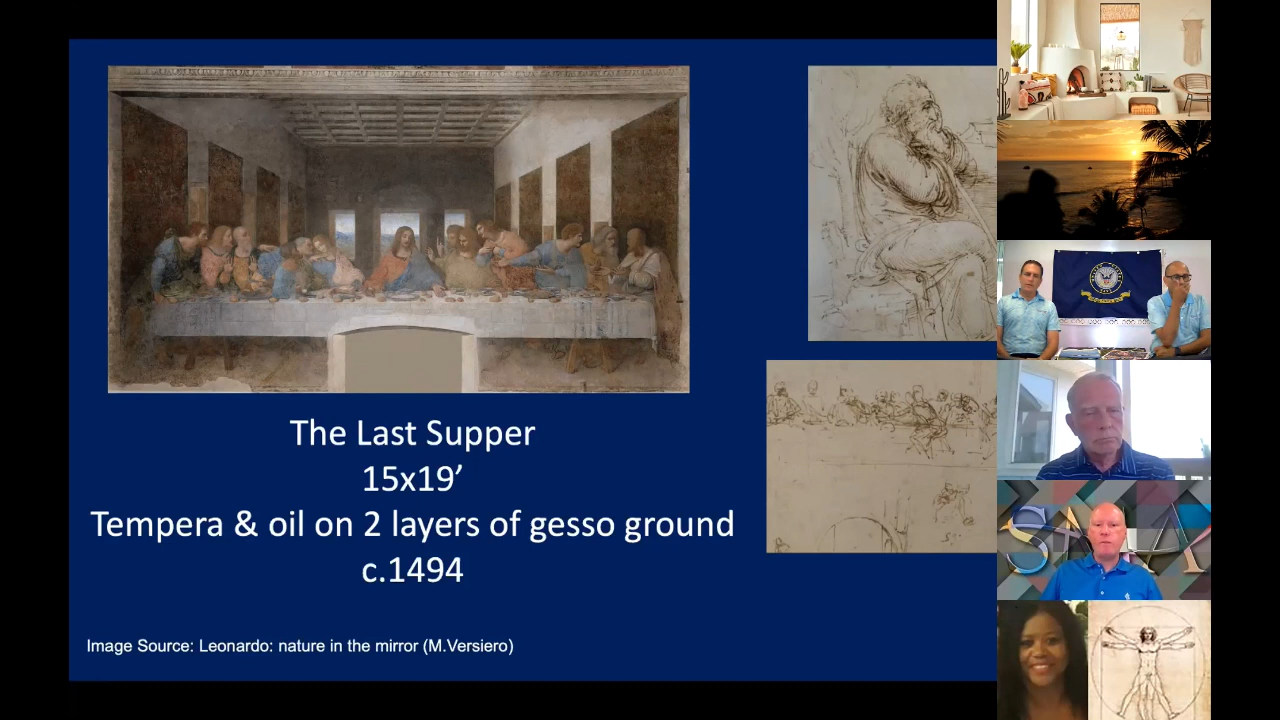 The Last Supper
15x19’
Tempera & oil on 2 layers of gesso ground
c.1494
Image Source: Leonardo: nature in the mirror (M.Versiero)